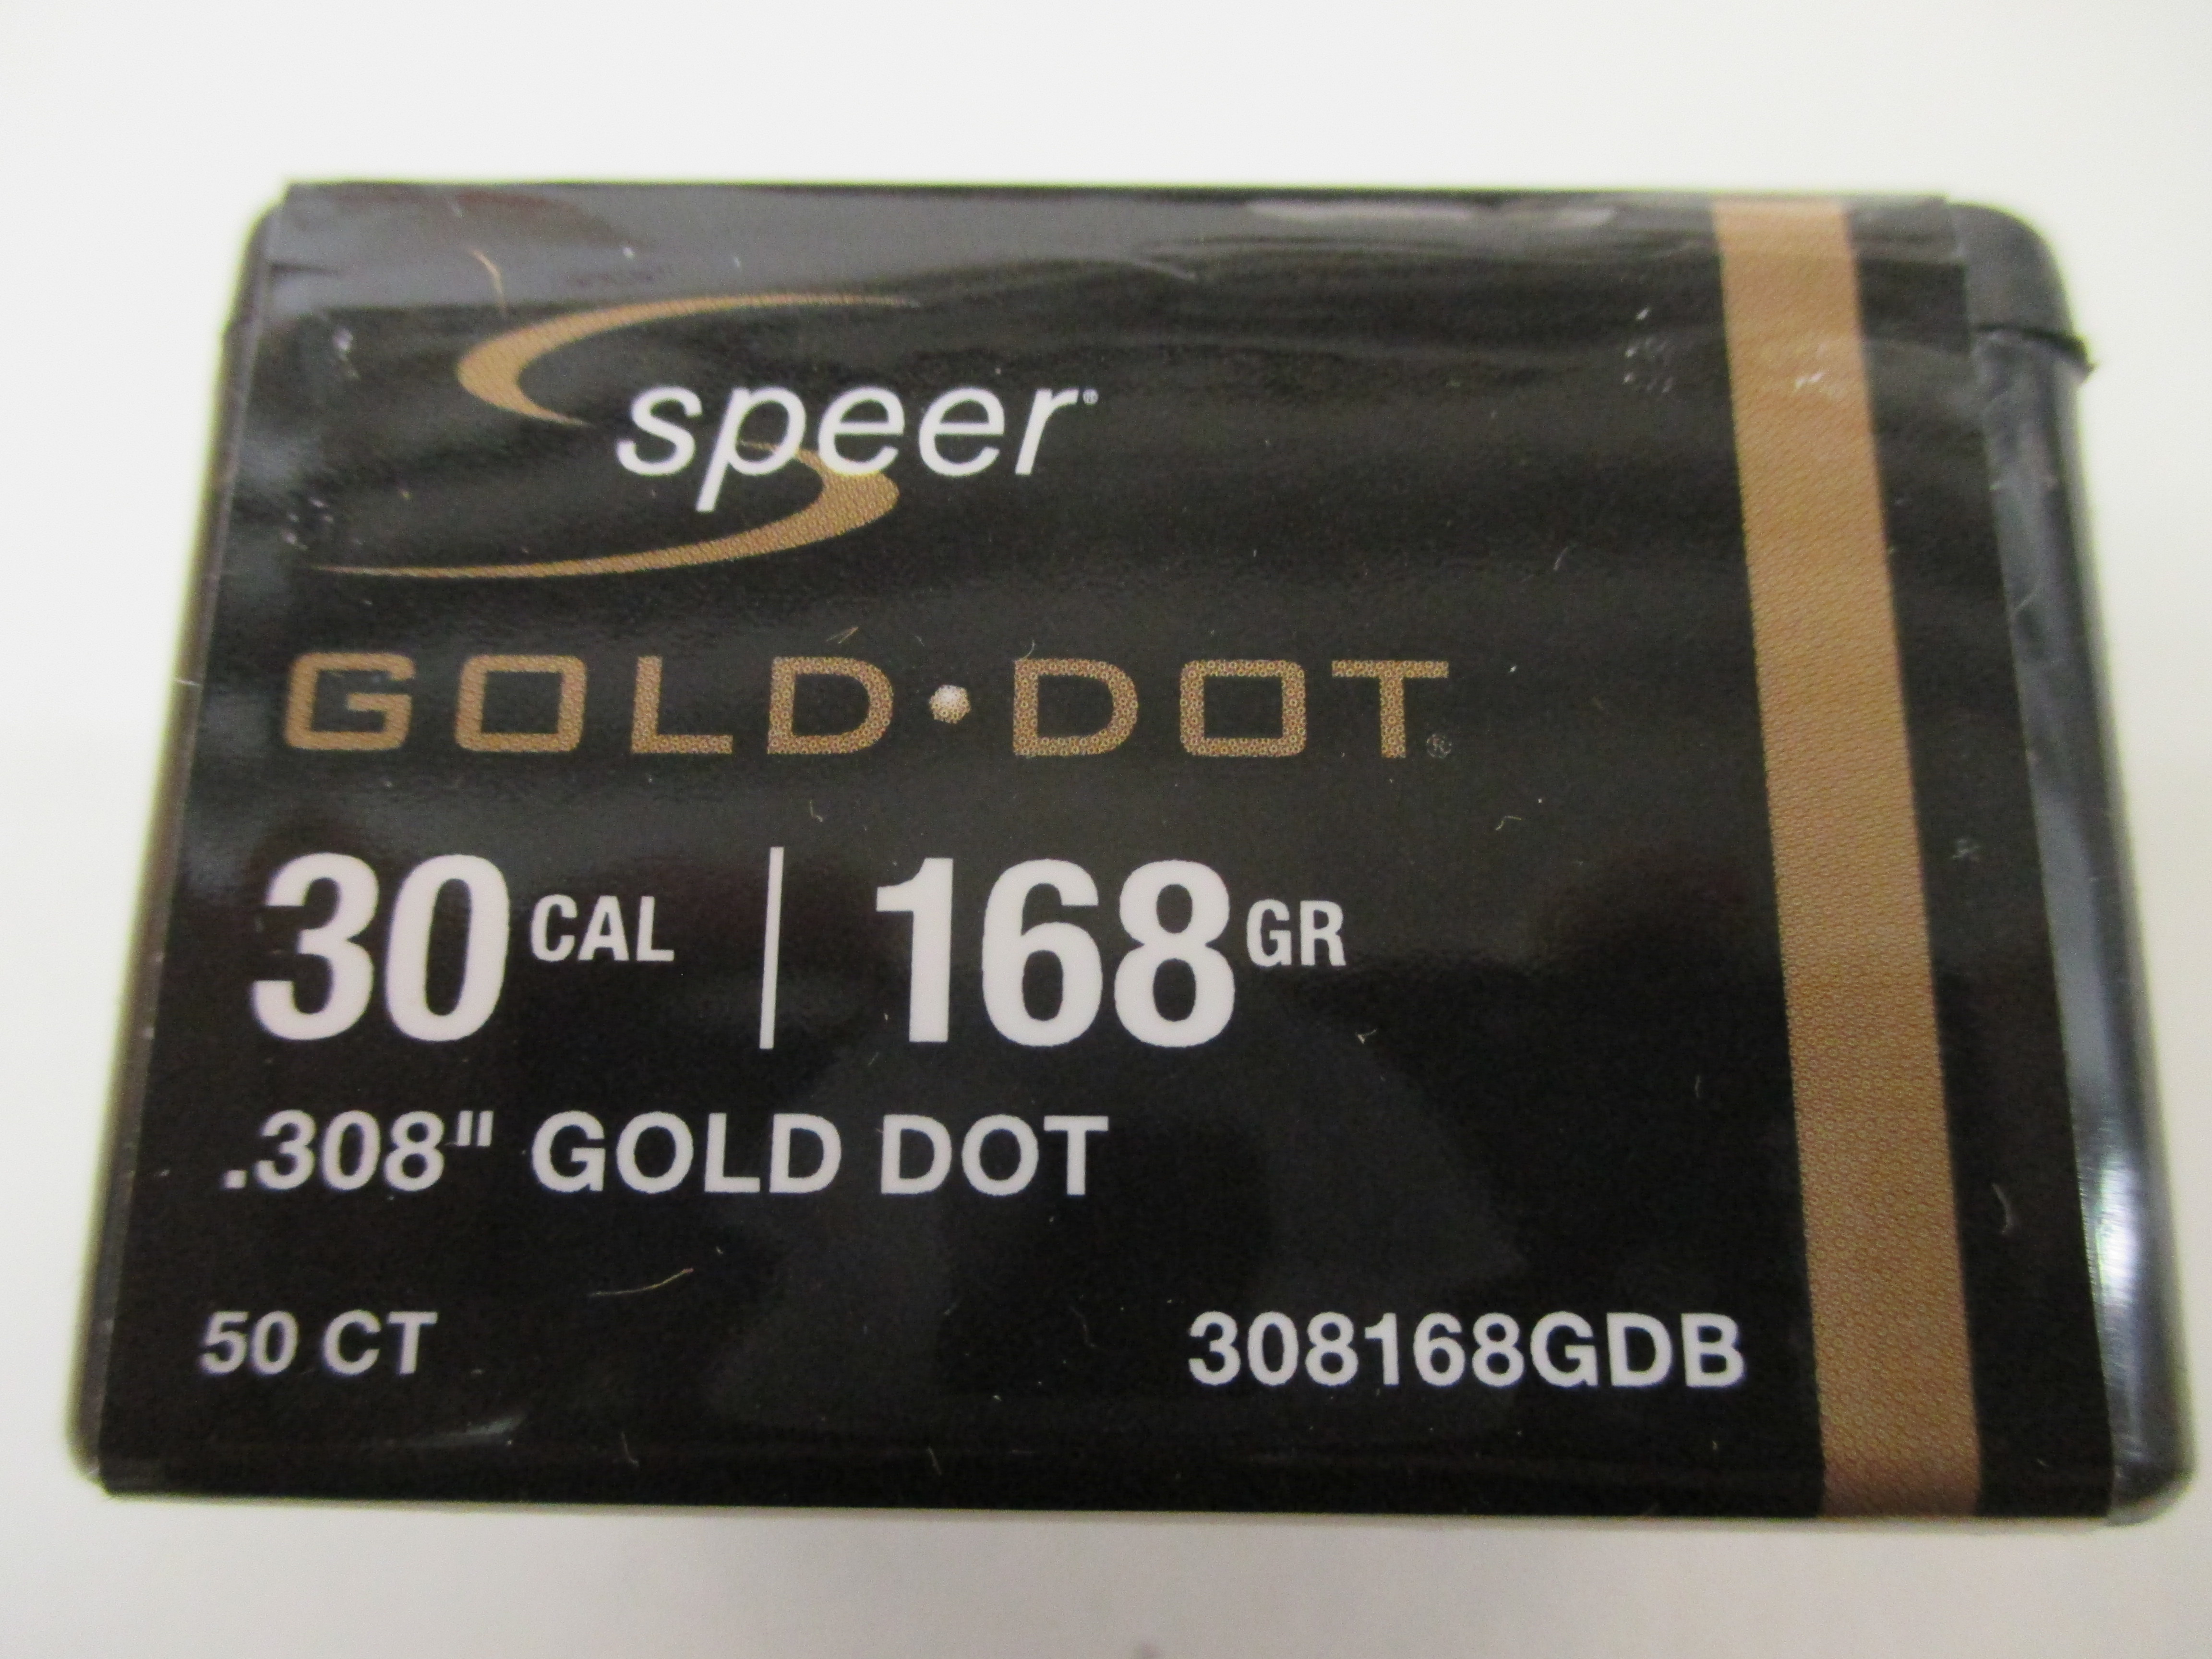 speer®
GOLD•DOT®
30 CAL | 168 GR
.308" GOLD DOT
50 CT 308168GDB